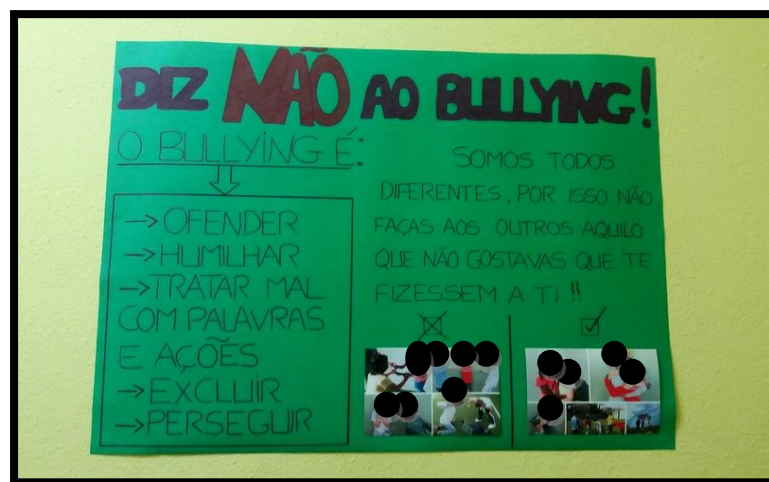 DIZ NÃO AO BULLYING!
O BULLYING É:
→ OFENDER
→ HUMILHAR
→ TRATAR MAL
COM PALAVRAS
E AÇÕES
→ EXCLUIR
→ PERSEGUIR
SOMOS TODOS
DIFERENTES, POR ISSO NÃO
FAÇAS AOS OUTROS AQUILO
QUE NÃO GOSTAVAS QUE TE
FIZESSEM A TI !!